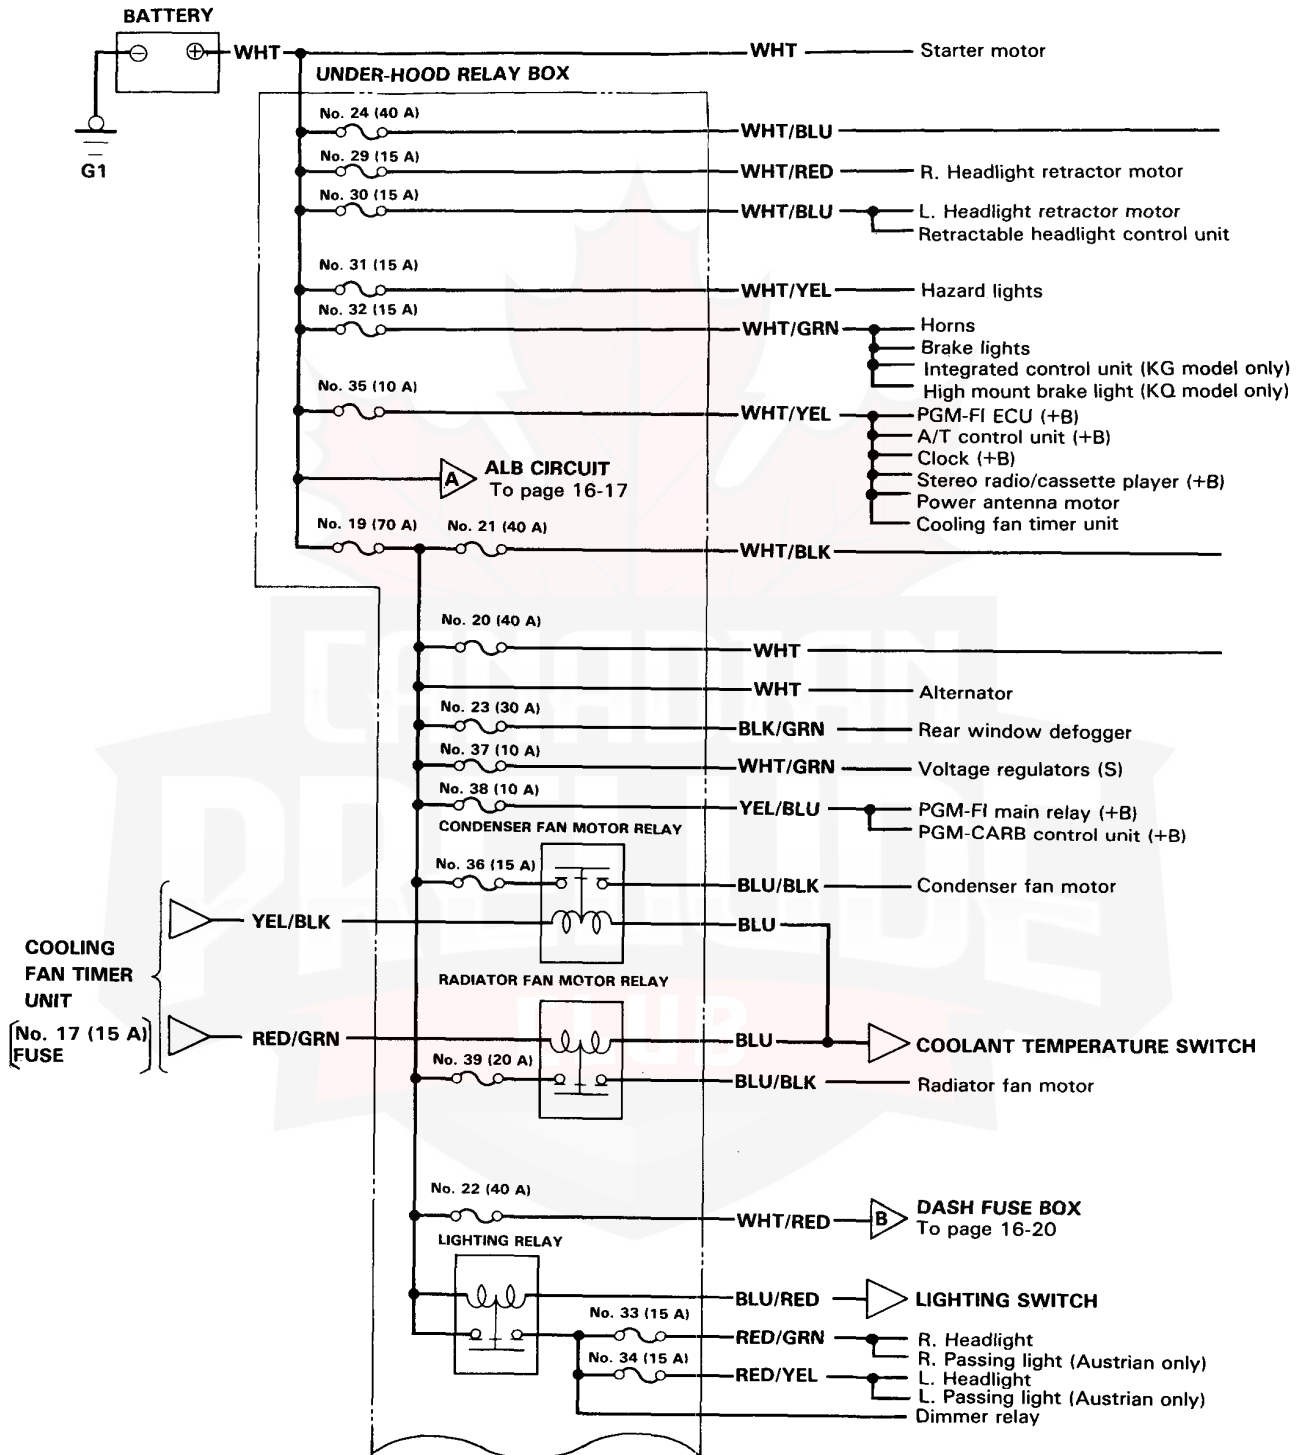 BATTERY
WHT WHT Starter motor
UNDER-HOOD RELAY BOX
G1
No. 24 (40 A)
WHT/BLU
No. 29 (15 A)
WHT/RED R. Headlight retractor motor
No. 30 (15 A)
WHT/BLU L. Headlight retractor motor
Retractable headlight control unit
No. 31 (15 A)
WHT/YEL Hazard lights
No. 32 (15 A)
WHT/GRN Horns
Brake lights
Integrated control unit (KG model only)
High mount brake light (KQ model only)
No. 35 (10 A)
WHT/YEL PGM-FI ECU (+B)
A/T control unit (+B)
Clock (+B)
Stereo radio/cassette player (+B)
Power antenna motor
Cooling fan timer unit
A ALB CIRCUIT
To page 16-17
No. 19 (70 A) No. 21 (40 A)
WHT/BLK
No. 20 (40 A)
WHT
WHT Alternator
No. 23 (30 A)
BLK/GRN Rear window defogger
No. 37 (10 A)
WHT/GRN Voltage regulators (S)
No. 38 (10 A)
YEL/BLU PGM-FI main relay (+B)
PGM-CARB control unit (+B)
CONDENSER FAN MOTOR RELAY
No. 36 (15 A)
BLU/BLK Condenser fan motor
YEL/BLK BLU
COOLING
FAN TIMER
UNIT
[No. 17 (15 A)
FUSE]
RADIATOR FAN MOTOR RELAY
RED/GRN BLU COOLANT TEMPERATURE SWITCH
No. 39 (20 A)
BLU/BLK Radiator fan motor
No. 22 (40 A)
WHT/RED B DASH FUSE BOX
To page 16-20
LIGHTING RELAY
BLU/RED LIGHTING SWITCH
No. 33 (15 A)
RED/GRN R. Headlight
R. Passing light (Austrian only)
No. 34 (15 A)
RED/YEL L. Headlight
L. Passing light (Austrian only)
Dimmer relay
CANADIAN
PRELUDE
CLUB